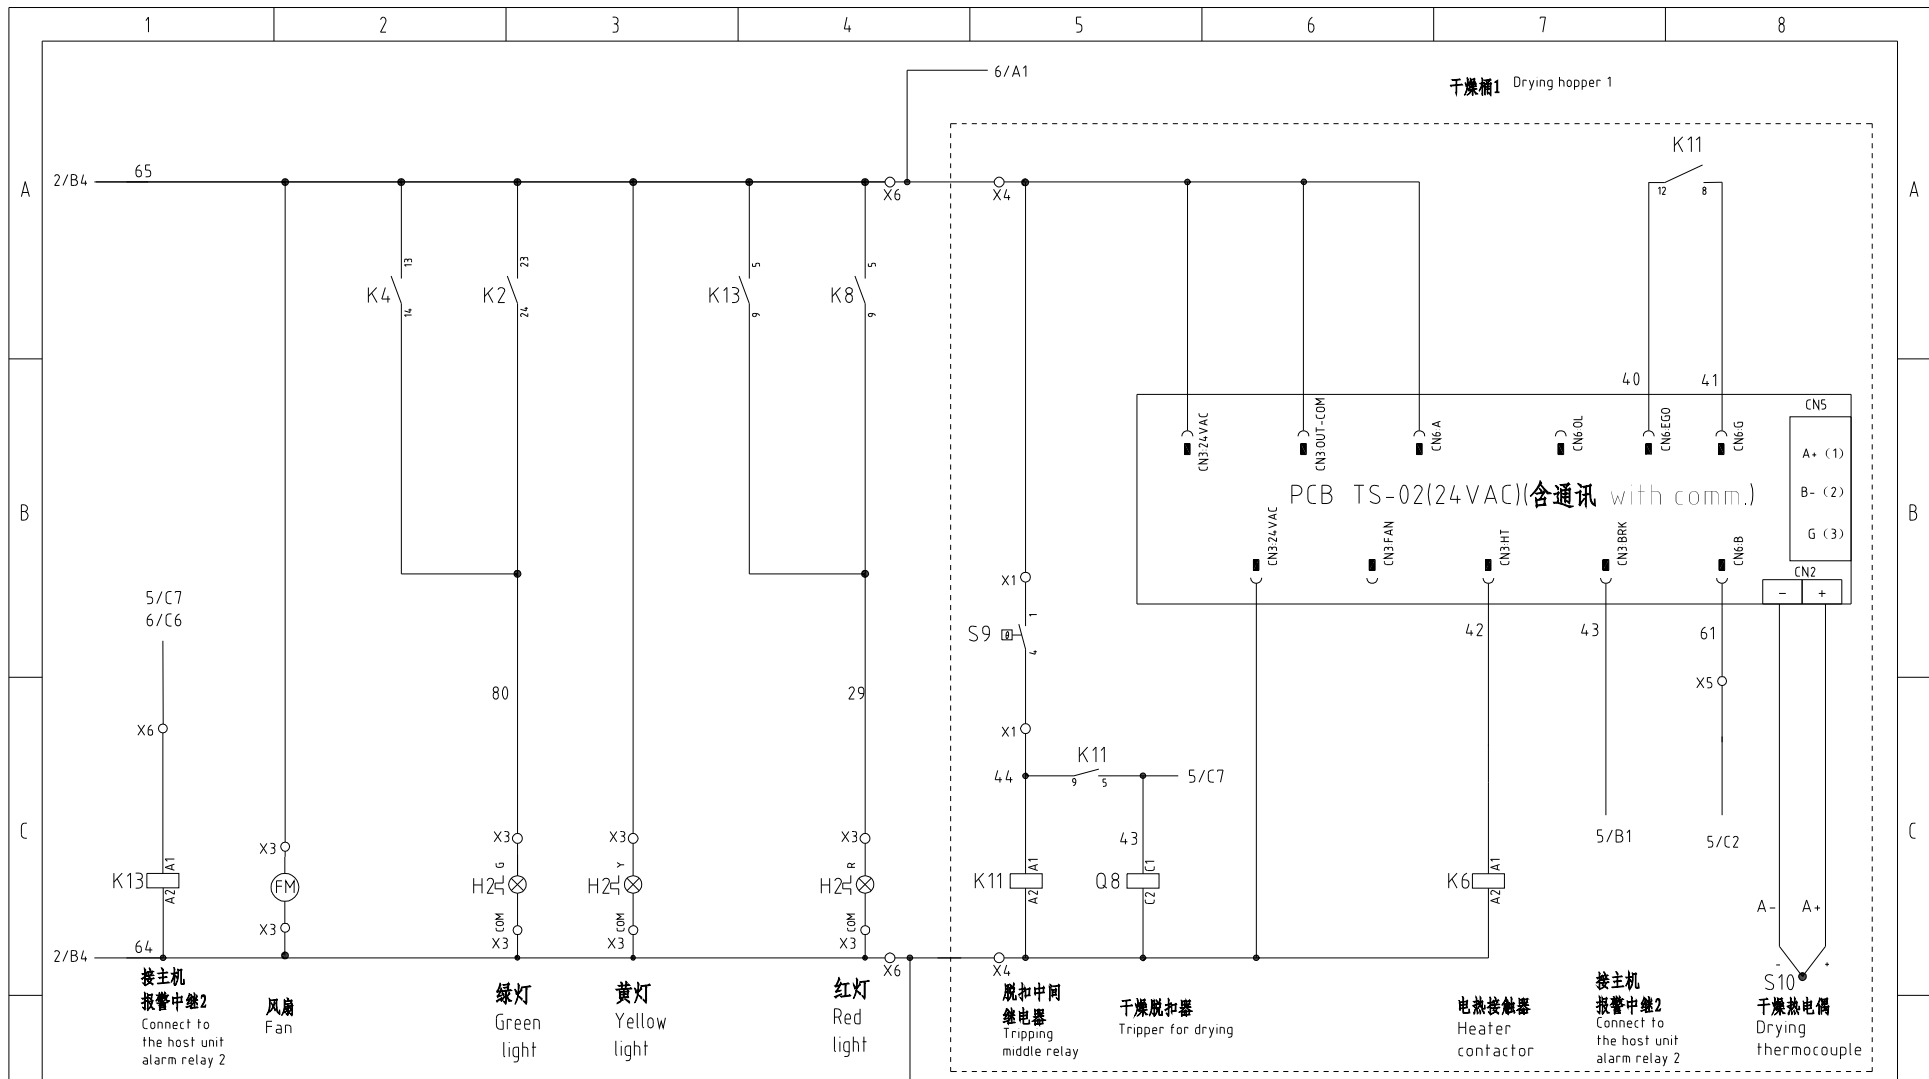 1 2 3 4 5 6 7 8
6/A1
干燥桶1 Drying hopper 1
K11
A 2/B4 65 A
X6 X4 12 8
13 23 5 5
K4 K2 K13 K8
14 24 9 9
40 41
CN3:24VAC CN3:OUT-COM CN6:A CN6:OL CN6:EGO CN6:G CN5
A+ (1)
PCB TS-02(24VAC)(含通讯 with comm.) B- (2)
B B
G (3)
CN3:24VAC CN3:FAN CN3:HT CN3:BRK CN6:B
CN2
X1 - +
5/C7
6/C6
1
S9 42 43 61
4
80 29 X5
X6 X1
K11
44 9 5 5/C7
C C
X3 X3 X3 X3 43 5/B1 5/C2
G Y R
A1 A1 C1 A1
K13 FM H2 H2 H2 K11 Q8 K6
A2 A2 C2 A2
A- A+
COM COM COM
X3 X3 X3 X3
2/B4 64 X6 X4
- +
S10
接主机
报警中继2
Connect to
the host unit
alarm relay 2
风扇
Fan
绿灯
Green
light
黄灯
Yellow
light
红灯
Red
light
脱扣中间
继电器
Tripping
middle relay
干燥脱扣器
Tripper for drying
电热接触器
Heater
contactor
接主机
报警中继2
Connect to
the host unit
alarm relay 2
干燥热电偶
Drying
thermocouple